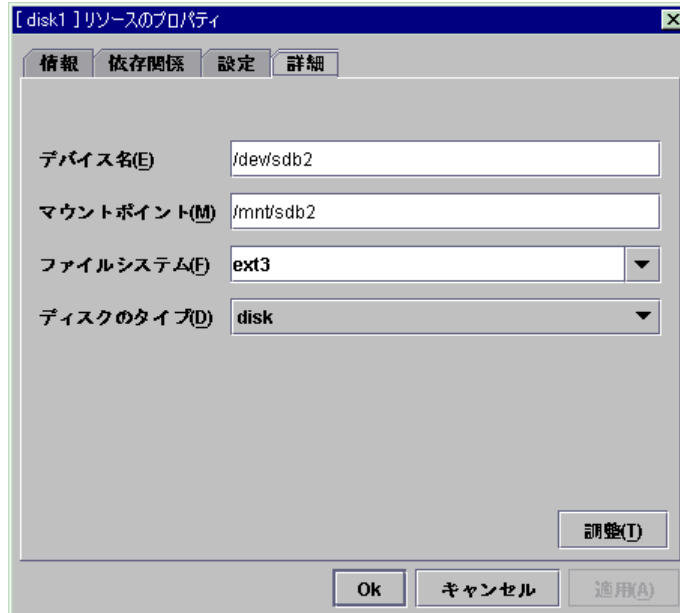 [ disk1 ]リソースのプロパティ
情報 依存関係 設定 詳細
デバイス名(E) /dev/sdb2
マウントポイント(M) /mnt/sdb2
ファイルシステム(F) ext3
ディスクのタイプ(D) disk
調整(T)
Ok キャンセル 適用(A)